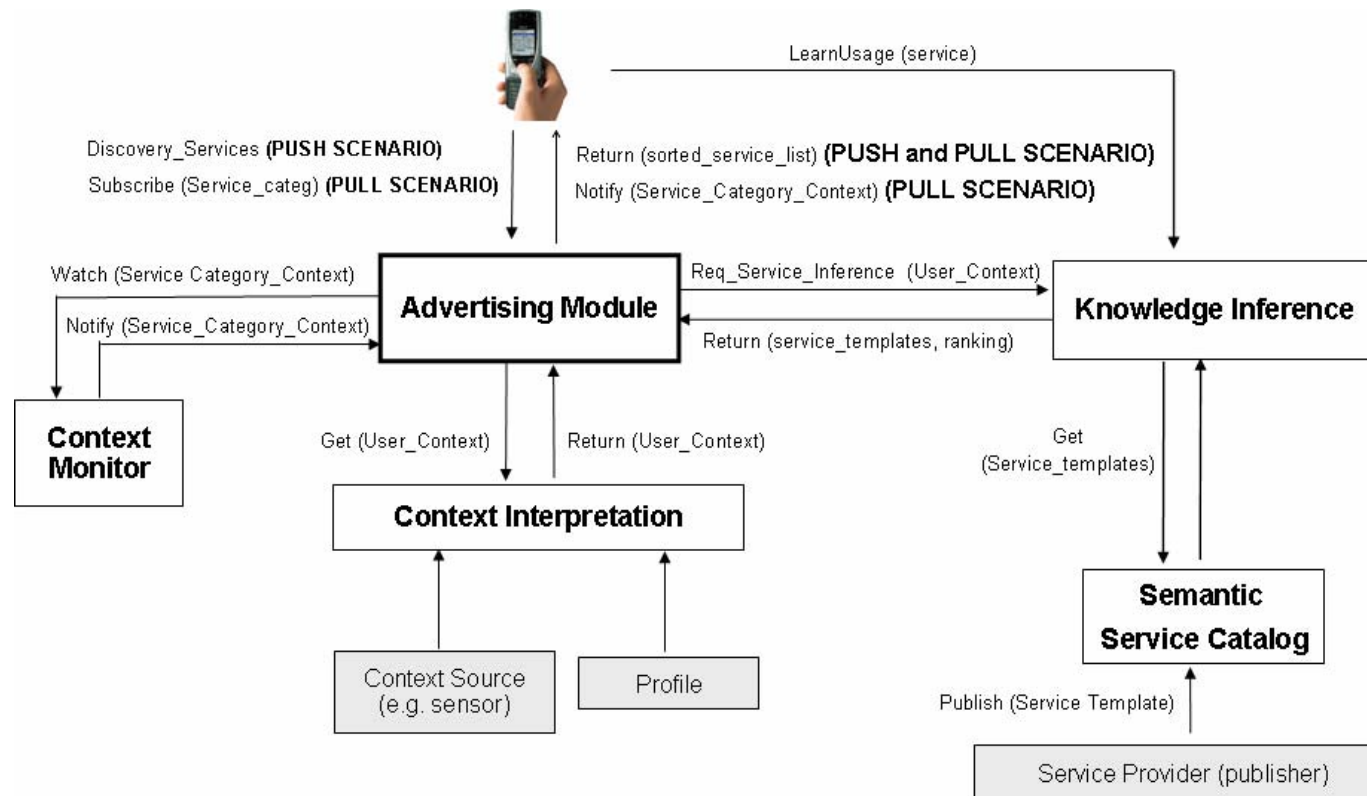 LearnUsage (service)
Discovery_Services (PUSH SCENARIO)
Subscribe (Service_categ) (PULL SCENARIO)
Return (sorted_service_list) (PUSH and PULL SCENARIO)
Notify (Service_Category_Context) (PULL SCENARIO)
Watch (Service Category_Context)
Notify (Service_Category_Context)
Advertising Module
Req_Service_Inference (User_Context)
Return (service_templates, ranking)
Knowledge Inference
Context
Monitor
Get (User_Context)
Return (User_Context)
Get
(Service_templates)
Context Interpretation
Semantic
Service Catalog
Context Source
(e.g. sensor)
Profile
Publish (Service Template)
Service Provider (publisher)